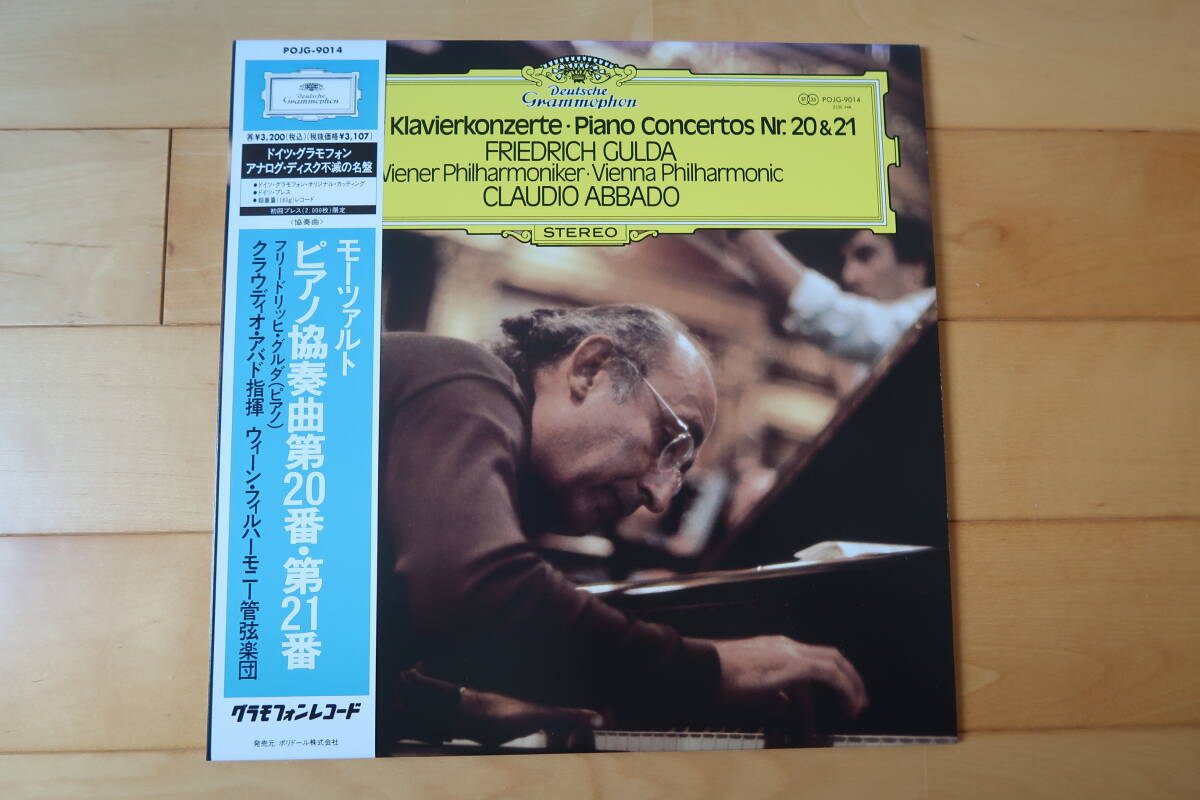 POJG-9014
Deutsche
Grammophon
再¥3,200(税込)(税抜価格¥3,107)
ドイツ・グラモフォン
アナログ・ディスク不滅の名盤
●ドイツ・グラモフォン・オリジナル・カッティング
●ドイツ・プレス
●超重量(180g)レコード
初回プレス(2,000枚)限定
〈協奏曲〉
モーツァルト
ピアノ協奏曲第20番・第21番
フリードリッヒ・グルダ(ピアノ)
クラウディオ・アバド指揮 ウィーン・フィルハーモニー管弦楽団
グラモフォンレコード
発売元:ポリドール株式会社
Deutsche
Grammophon
ST 33 POJG-9014
Klavierkonzerte · Piano Concertos Nr. 20 & 21
FRIEDRICH GULDA
Wiener Philharmoniker · Vienna Philharmonic
CLAUDIO ABBADO
STEREO